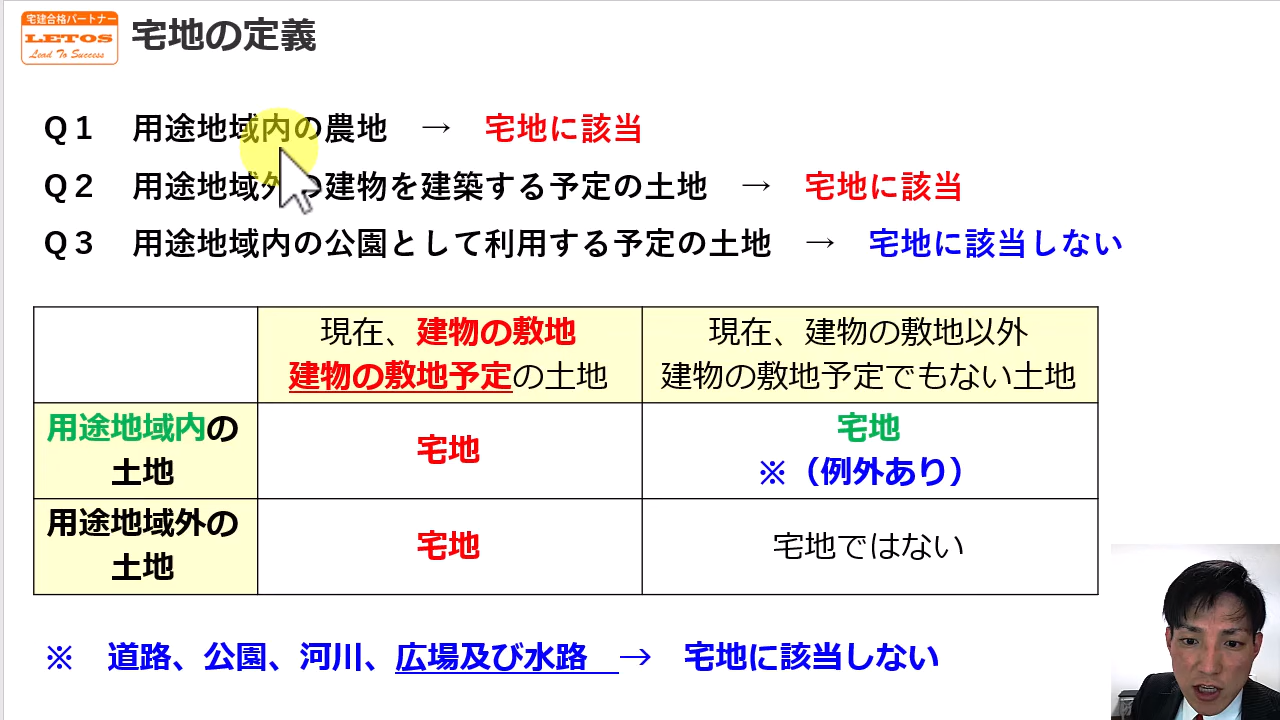 宅建合格パートナー
LETOS
Lead To Success
宅地の定義
Q1 用途地域内の農地 → 宅地に該当
Q2 用途地域外の建物を建築する予定の土地 → 宅地に該当
Q3 用途地域内の公園として利用する予定の土地 → 宅地に該当しない
現在、建物の敷地
建物の敷地予定の土地
現在、建物の敷地以外
建物の敷地予定でもない土地
用途地域内の
土地
宅地
宅地
※（例外あり）
用途地域外の
土地
宅地
宅地ではない
※ 道路、公園、河川、広場及び水路 → 宅地に該当しない